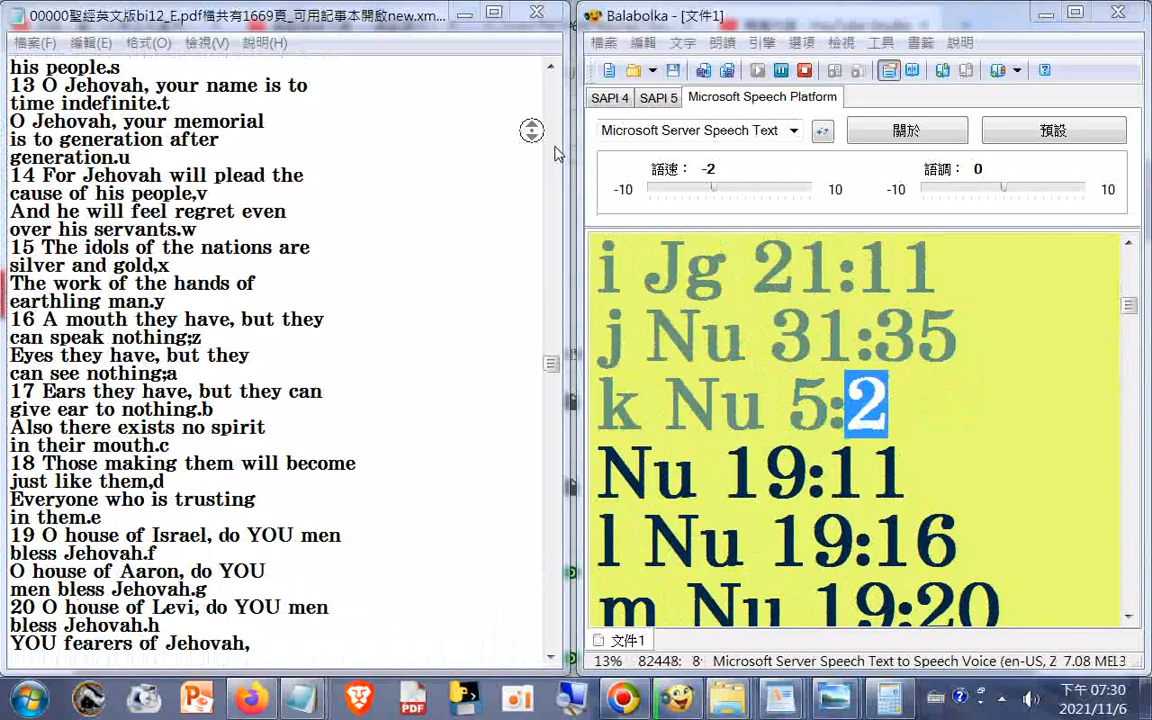 00000聖經英文版bi12_E.pdf檔共有1669頁_可用記事本開啟new.xm...
檔案(F) 編輯(E) 格式(O) 檢視(V) 說明(H)
his people.s
13 O Jehovah, your name is to
time indefinite.t
O Jehovah, your memorial
is to generation after
generation.u
14 For Jehovah will plead the
cause of his people,v
And he will feel regret even
over his servants.w
15 The idols of the nations are
silver and gold,x
The work of the hands of
earthling man.y
16 A mouth they have, but they
can speak nothing;z
Eyes they have, but they
can see nothing;a
17 Ears they have, but they can
give ear to nothing.b
Also there exists no spirit
in their mouth.c
18 Those making them will become
just like them,d
Everyone who is trusting
in them.e
19 O house of Israel, do YOU men
bless Jehovah.f
O house of Aaron, do YOU
men bless Jehovah.g
20 O house of Levi, do YOU men
bless Jehovah.h
YOU fearers of Jehovah,
Balabolka - [文件1]
檔案 編輯 文字 朗讀 引擎 選項 檢視 工具 書籤 說明
SAPI 4 SAPI 5 Microsoft Speech Platform
Microsoft Server Speech Text 關於 預設
語速： -2 語調： 0
-10 10 -10 10
i Jg 21:11
j Nu 31:35
k Nu 5:2
Nu 19:11
l Nu 19:16
m Nu 19:20
文件1
13% 82448: 8 Microsoft Server Speech Text to Speech Voice (en-US, Z 7.08 MB
PDF
下午 07:30
2021/11/6